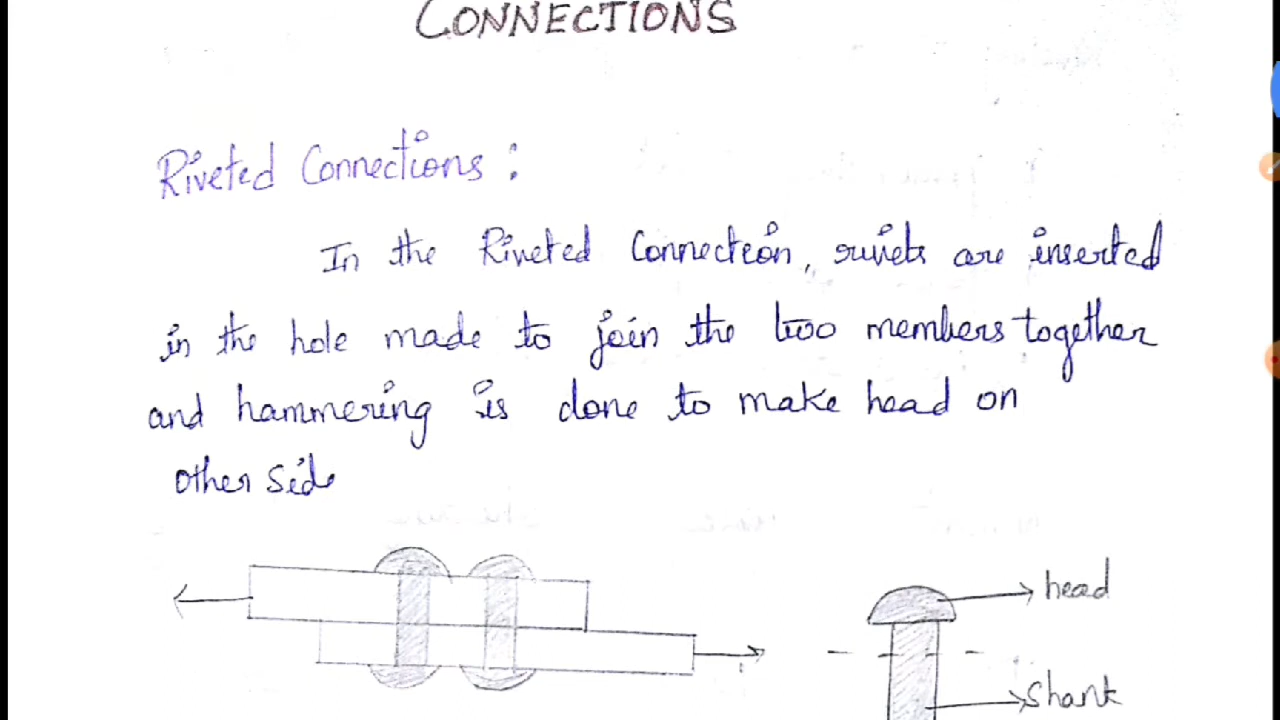 CONNECTIONS
Riveted Connections :
In the Riveted Connection, rivets are inserted
in the hole made to join the two members together
and hammering is done to make head on
other side
head
shank